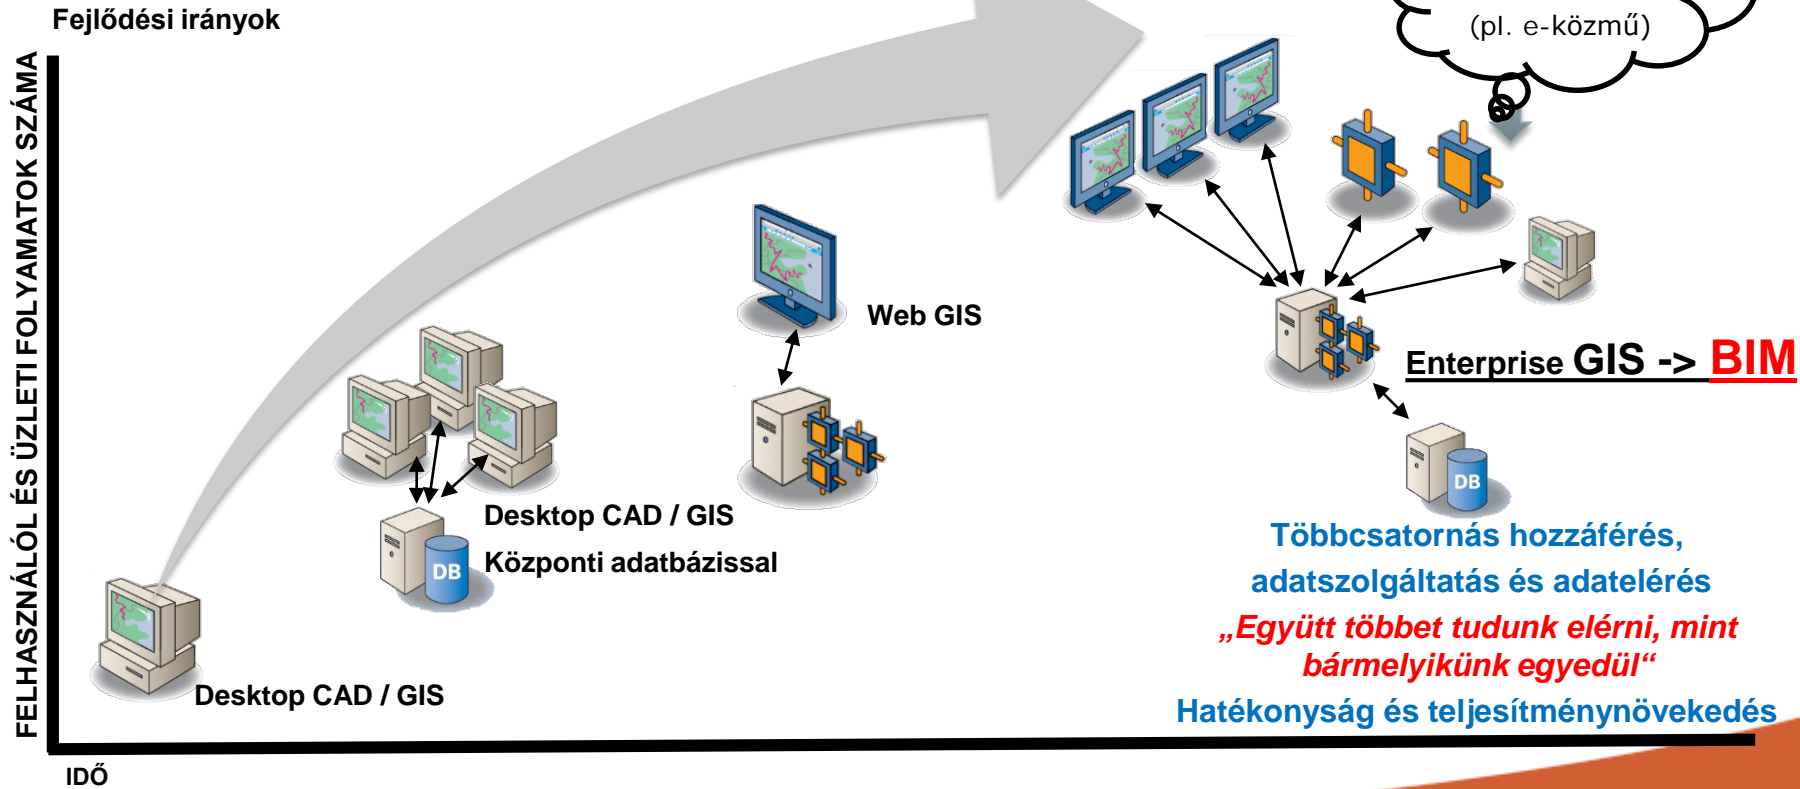 Fejlődési irányok
(pl. e-közmű)
FELHASZNÁLÓI ÉS ÜZLETI FOLYAMATOK SZÁMA
Web GIS
Enterprise GIS -> BIM
DB
Desktop CAD / GIS
Központi adatbázissal
DB
Többcsatornás hozzáférés,
adatszolgáltatás és adatelérés
„Együtt többet tudunk elérni, mint
bármelyikünk egyedül“
Desktop CAD / GIS
Hatékonyság és teljesítménynövekedés
IDŐ